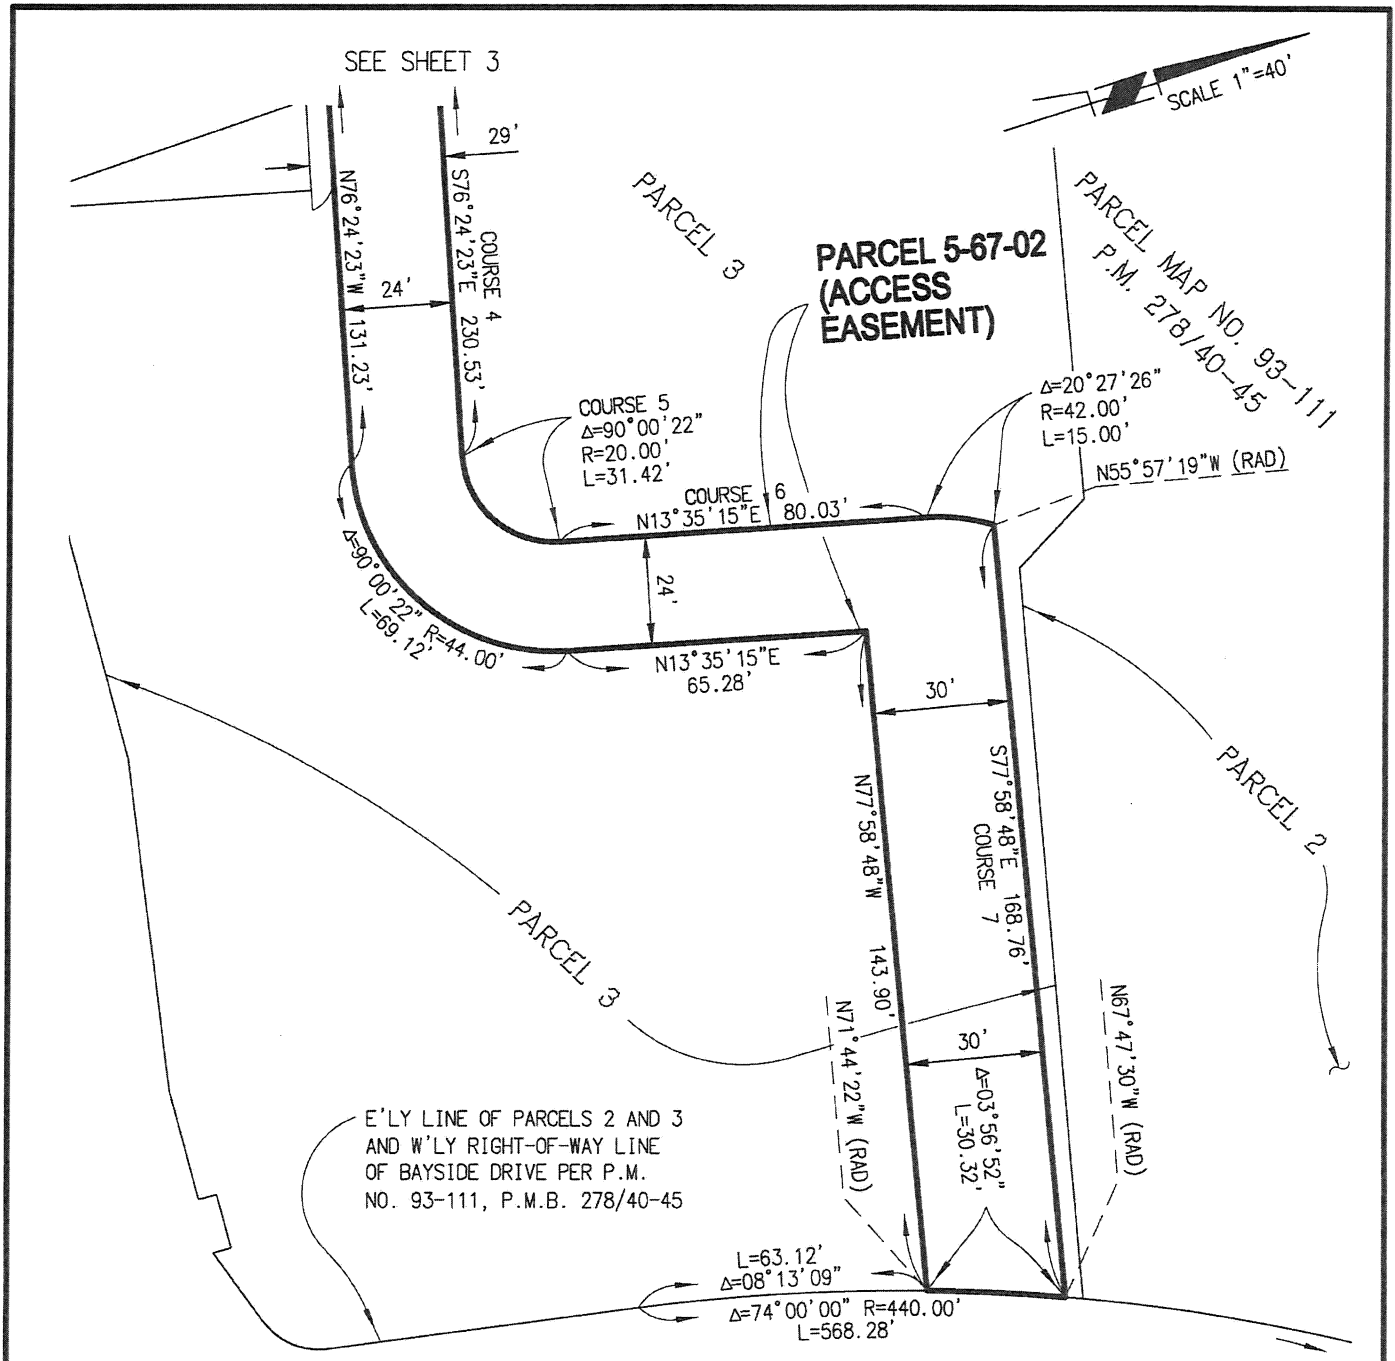 SEE SHEET 3
SCALE 1"=40'
29'
N76°24'23"W 131.23'
S76°24'23"E 230.53'
COURSE 4
24'
PARCEL 3
PARCEL 5-67-02
(ACCESS
EASEMENT)
PARCEL MAP NO. 93-111
P.M. 278/40-45
COURSE 5
Δ=90°00'22"
R=20.00'
L=31.42'
Δ=20°27'26"
R=42.00'
L=15.00'
N55°57'19"W (RAD)
COURSE 6
N13°35'15"E 80.03'
Δ=90°00'22" R=44.00'
L=69.12'
24'
N13°35'15"E
65.28'
30'
N77°58'48"W 143.90'
S77°58'48"E 168.76'
COURSE 7
PARCEL 2
PARCEL 3
30'
N71°44'22"W (RAD)
Δ=03°56'52"
L=30.32'
N67°47'30"W (RAD)
E'LY LINE OF PARCELS 2 AND 3
AND W'LY RIGHT-OF-WAY LINE
OF BAYSIDE DRIVE PER P.M.
NO. 93-111, P.M.B. 278/40-45
L=63.12'
Δ=08°13'09"
Δ=74°00'00" R=440.00'
L=568.28'